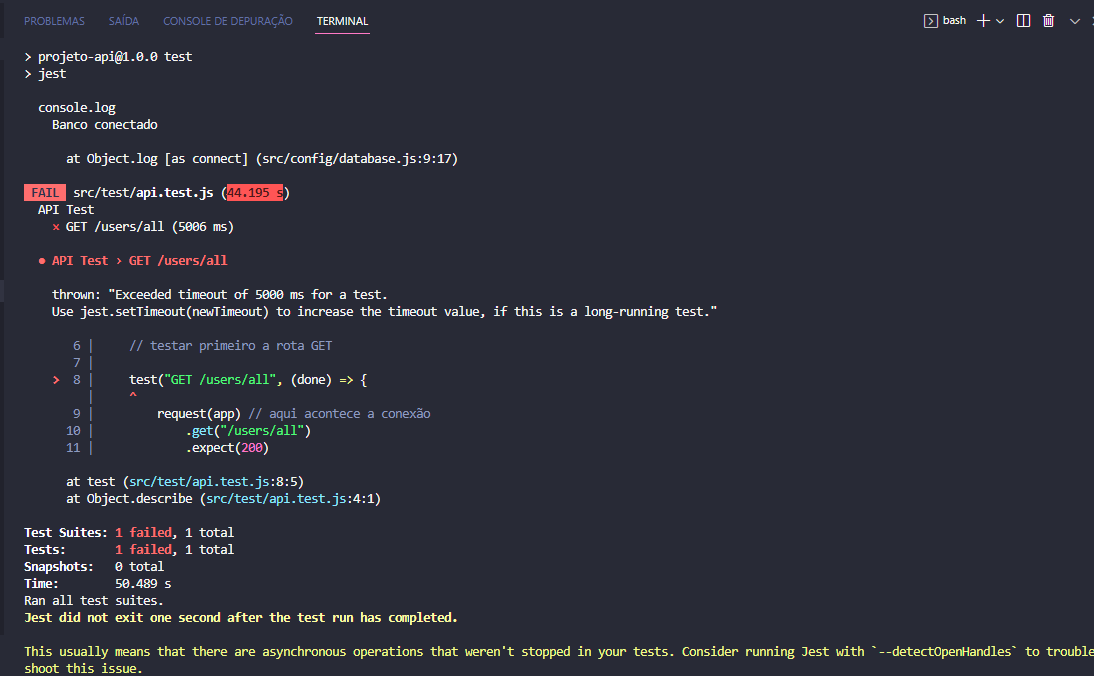 PROBLEMAS SAÍDA CONSOLE DE DEPURAÇÃO TERMINAL bash
> projeto-api@1.0.0 test
> jest
console.log
Banco conectado
at Object.log [as connect] (src/config/database.js:9:17)
FAIL src/test/api.test.js (44.195 s)
API Test
× GET /users/all (5006 ms)
● API Test › GET /users/all
thrown: "Exceeded timeout of 5000 ms for a test.
Use jest.setTimeout(newTimeout) to increase the timeout value, if this is a long-running test."
6 | // testar primeiro a rota GET
7 |
> 8 | test("GET /users/all", (done) => {
| ^
9 | request(app) // aqui acontece a conexão
10 | .get("/users/all")
11 | .expect(200)
at test (src/test/api.test.js:8:5)
at Object.describe (src/test/api.test.js:4:1)
Test Suites: 1 failed, 1 total
Tests: 1 failed, 1 total
Snapshots: 0 total
Time: 50.489 s
Ran all test suites.
Jest did not exit one second after the test run has completed.
This usually means that there are asynchronous operations that weren't stopped in your tests. Consider running Jest with `--detectOpenHandles` to trouble
shoot this issue.